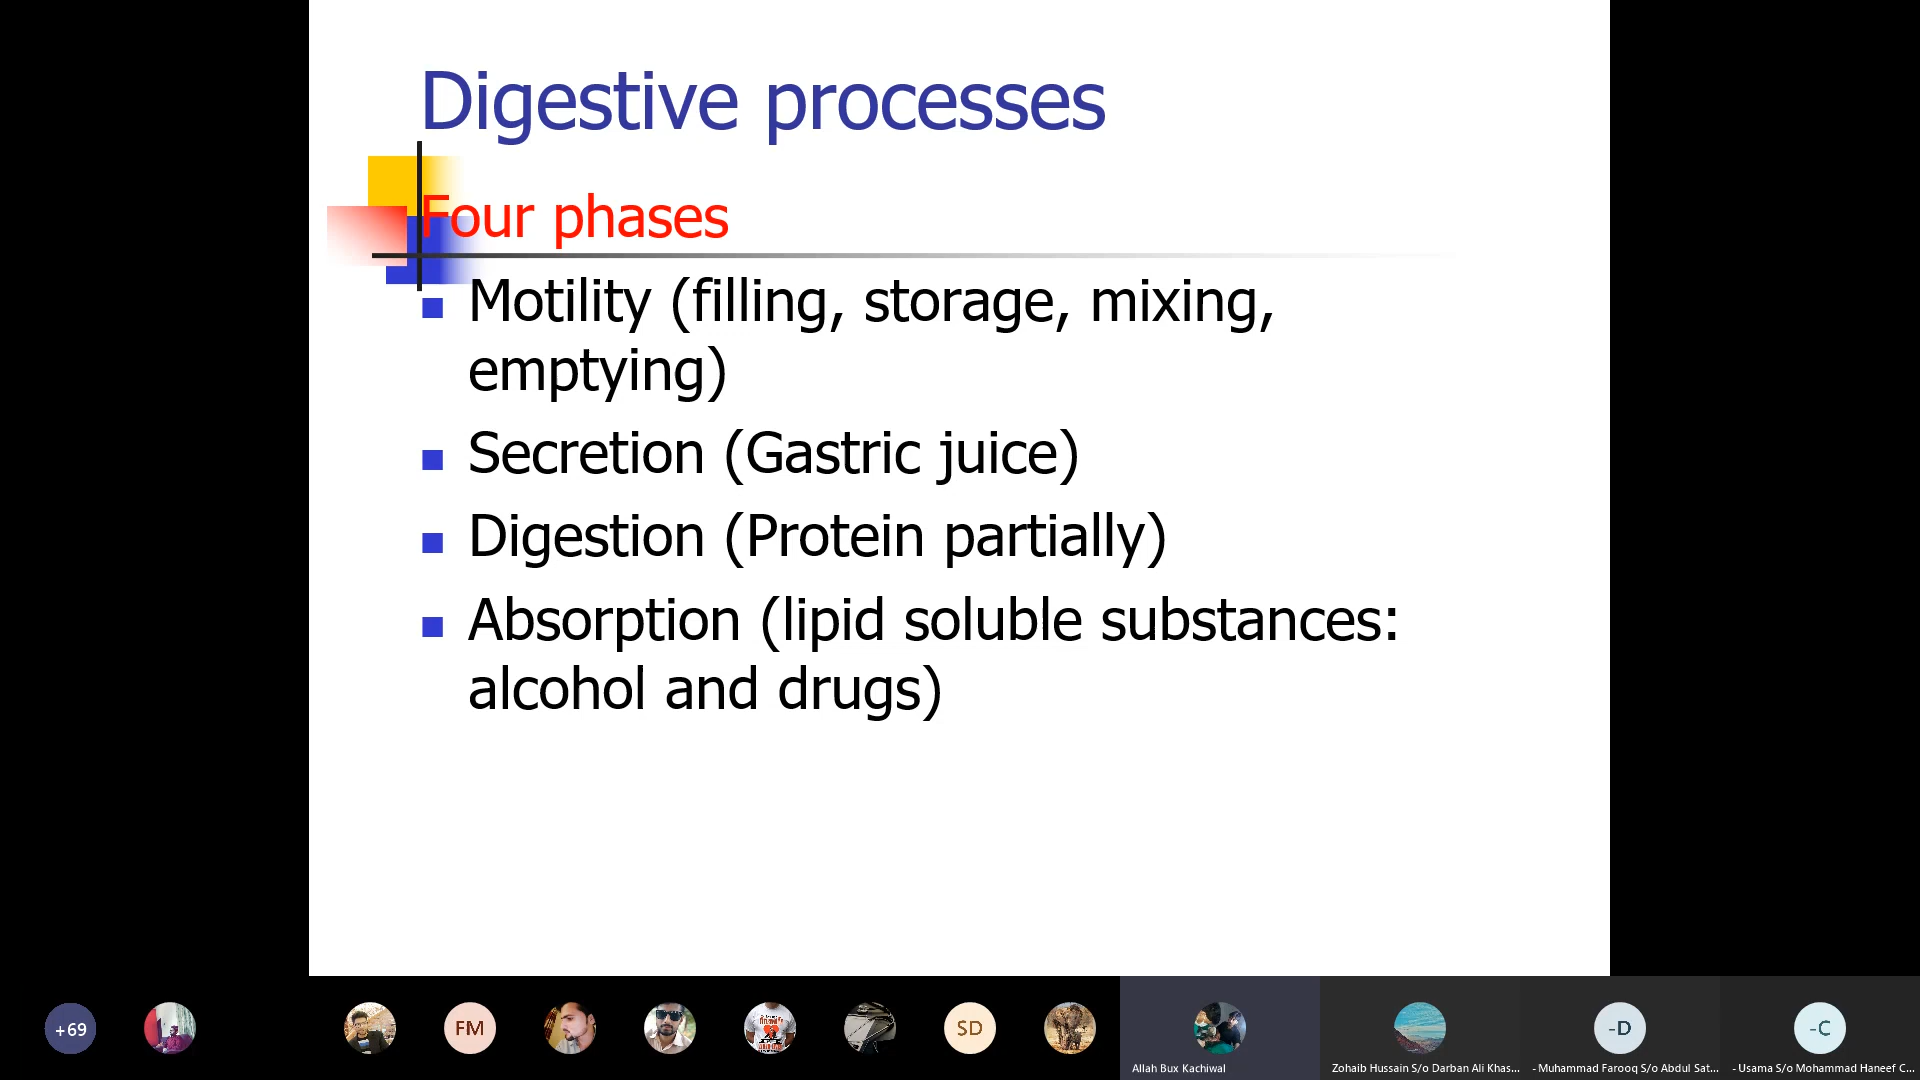 Digestive processes
Four phases
Motility (filling, storage, mixing,
emptying)
Secretion (Gastric juice)
Digestion (Protein partially)
Absorption (lipid soluble substances:
alcohol and drugs)
+69
FM
SD
-D
-C
Allah Bux Kachiwal
Zohaib Hussain S/o Darban Ali Khas...
- Muhammad Farooq S/o Abdul Sat...
- Usama S/o Mohammad Haneef C...